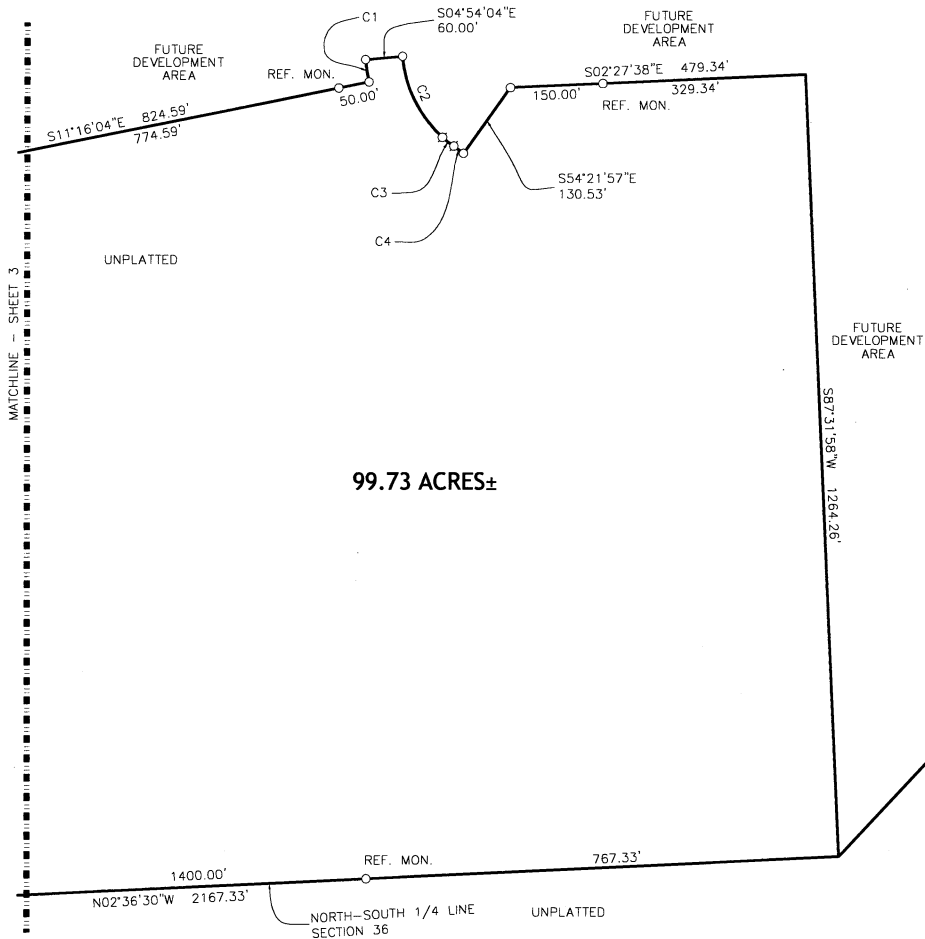 C1
S04°54'04"E
60.00'
FUTURE
DEVELOPMENT
AREA
FUTURE
DEVELOPMENT
AREA
REF. MON.
50.00'
C2
S02°27'38"E 479.34'
150.00'
329.34'
REF. MON.
S11°16'04"E 824.59'
774.59'
C3
C4
S54°21'57"E
130.53'
UNPLATTED
MATCHLINE - SHEET 3
FUTURE
DEVELOPMENT
AREA
S87°31'58"W 1264.26'
99.73 ACRES±
REF. MON.
767.33'
1400.00'
N02°36'30"W 2167.33'
NORTH-SOUTH 1/4 LINE
SECTION 36
UNPLATTED